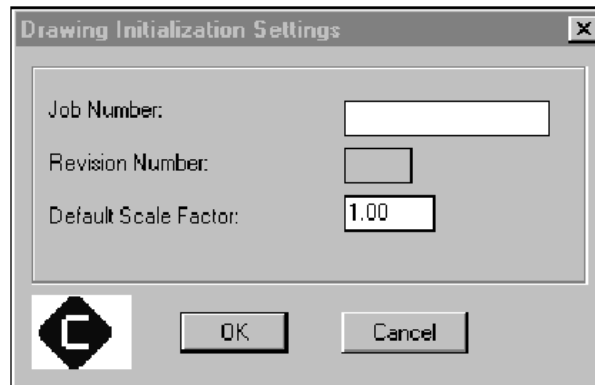 Drawing Initialization Settings
Job Number:
Revision Number:
Default Scale Factor: 1.00
C OK Cancel